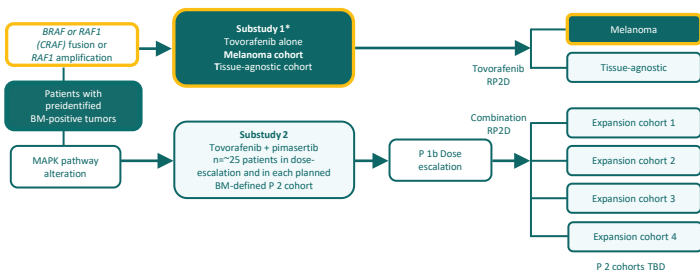 BRAF or RAF1
(CRAF) fusion or
RAF1 amplification
Patients with
preidentified
BM-positive tumors
MAPK pathway
alteration
Substudy 1*
Tovorafenib alone
Melanoma cohort
Tissue-agnostic cohort
Substudy 2
Tovorafenib + pimasertib
n=~25 patients in dose-
escalation and in each planned
BM-defined P 2 cohort
P 1b Dose
escalation
Tovorafenib
RP2D
Combination
RP2D
Melanoma
Tissue-agnostic
Expansion cohort 1
Expansion cohort 2
Expansion cohort 3
Expansion cohort 4
P 2 cohorts TBD